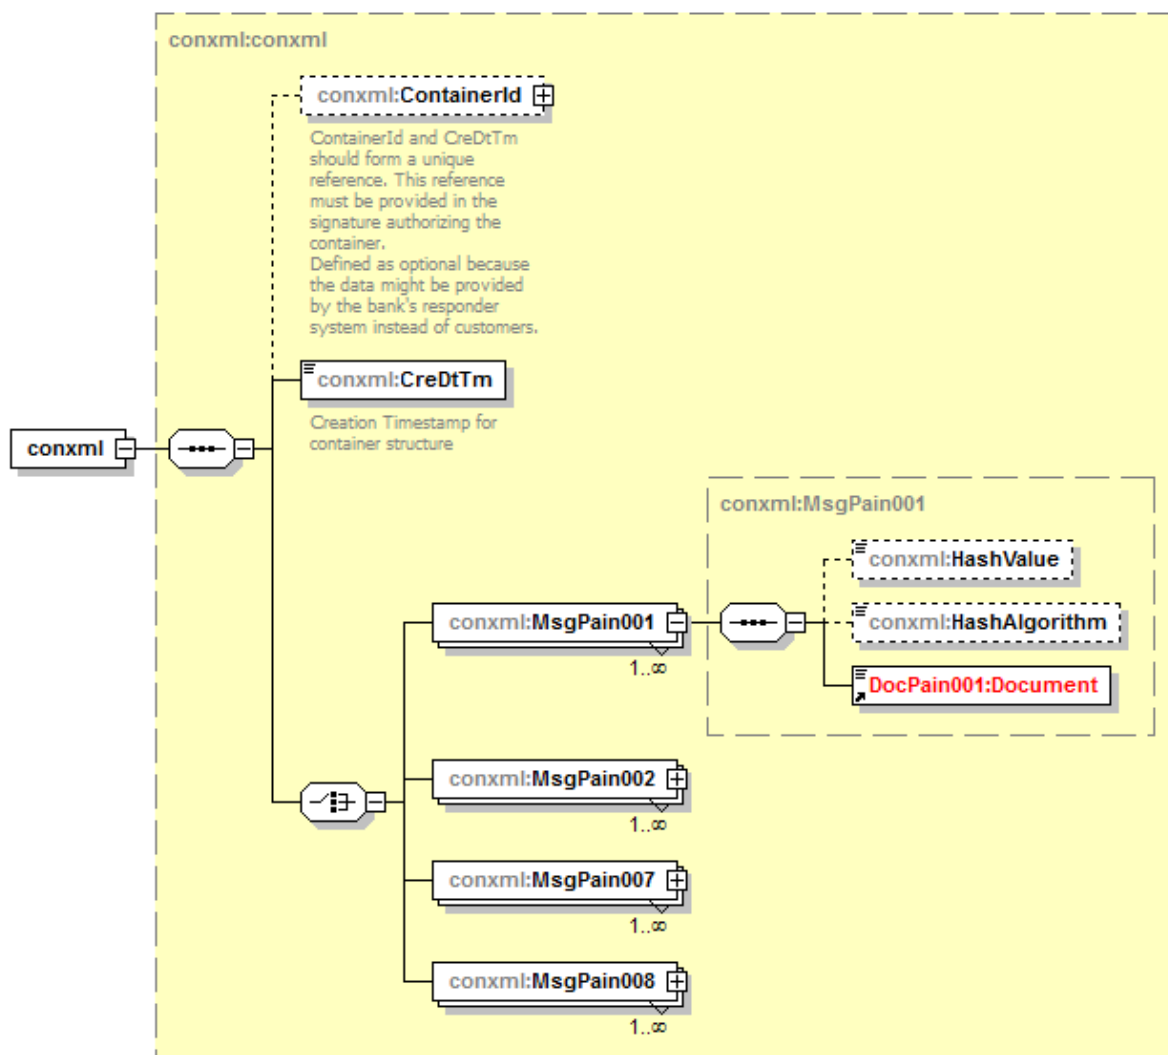 conxml:conxml
conxml:ContainerId
ContainerId and CreDtTm
should form a unique
reference. This reference
must be provided in the
signature authorizing the
container.
Defined as optional because
the data might be provided
by the bank's responder
system instead of customers.
conxml:CreDtTm
Creation Timestamp for
container structure
conxml
conxml:MsgPain001
conxml:HashValue
conxml:HashAlgorithm
DocPain001:Document
conxml:MsgPain001
1..∞
conxml:MsgPain002
1..∞
conxml:MsgPain007
1..∞
conxml:MsgPain008
1..∞